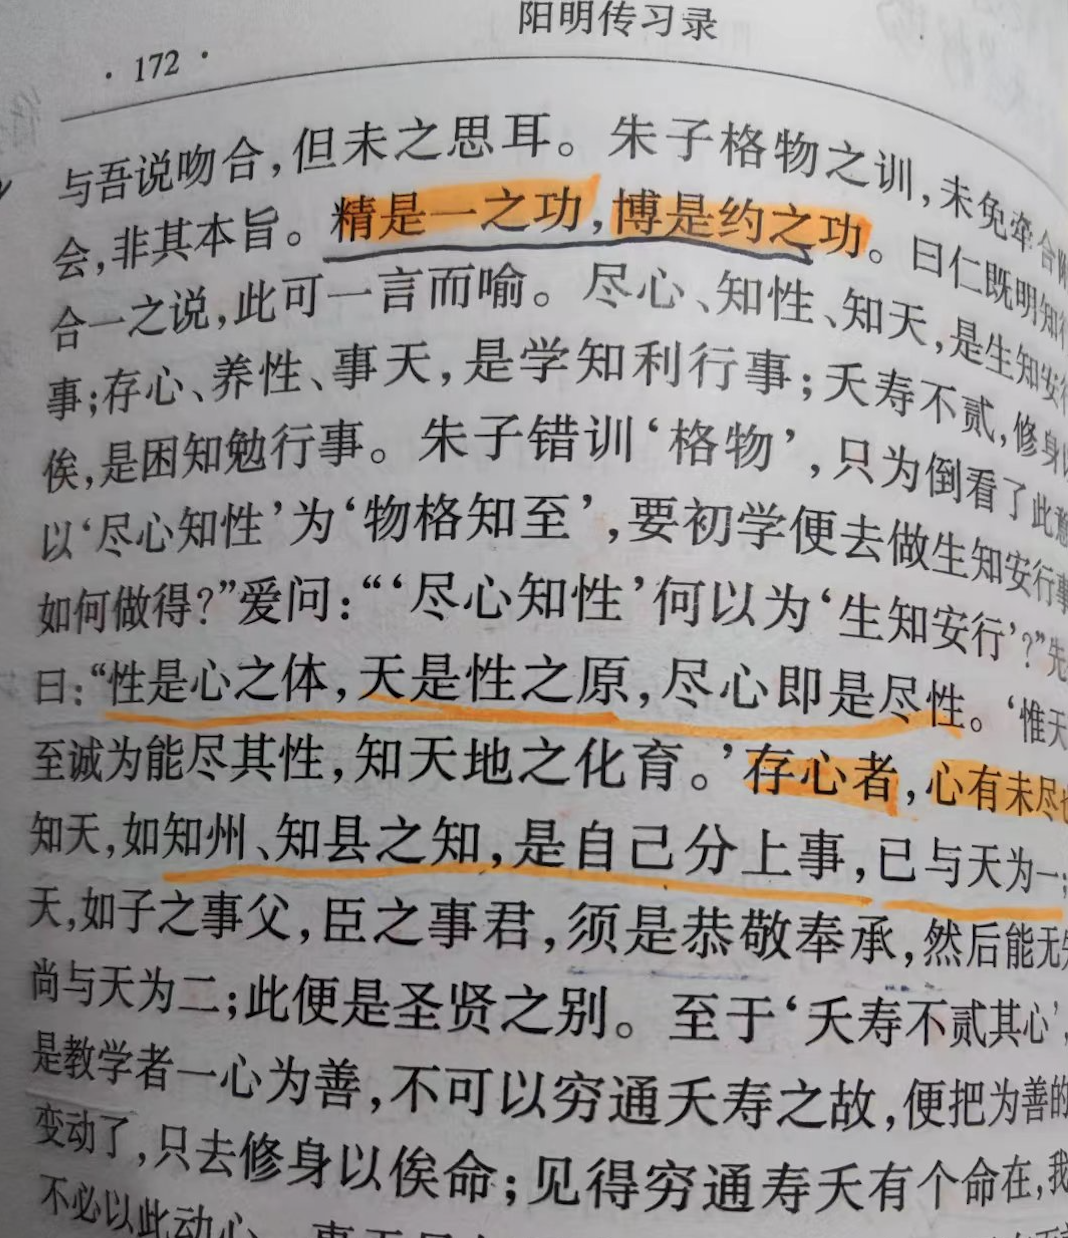 阳明传习录
·172·
与吾说吻合,但未之思耳。朱子格物之训,未免牵合附
会,非其本旨。精是一之功,博是约之功。曰仁既明知行
合一之说,此可一言而喻。尽心、知性、知天,是生知安行
事;存心、养性、事天,是学知利行事;夭寿不贰,修身以
俟,是困知勉行事。朱子错训‘格物’,只为倒看了此意
以‘尽心知性’为‘物格知至’,要初学便去做生知安行事
如何做得?”爱问:“‘尽心知性’何以为‘生知安行’?”先
曰:“性是心之体,天是性之原,尽心即是尽性。‘惟天
至诚为能尽其性,知天地之化育。’存心者,心有未尽也
知天,如知州、知县之知,是自己分上事,已与天为一;
天,如子之事父,臣之事君,须是恭敬奉承,然后能无失
尚与天为二;此便是圣贤之别。至于‘夭寿不贰其心’,
是教学者一心为善,不可以穷通夭寿之故,便把为善的
变动了,只去修身以俟命;见得穷通寿夭有个命在,我
不必以此动心